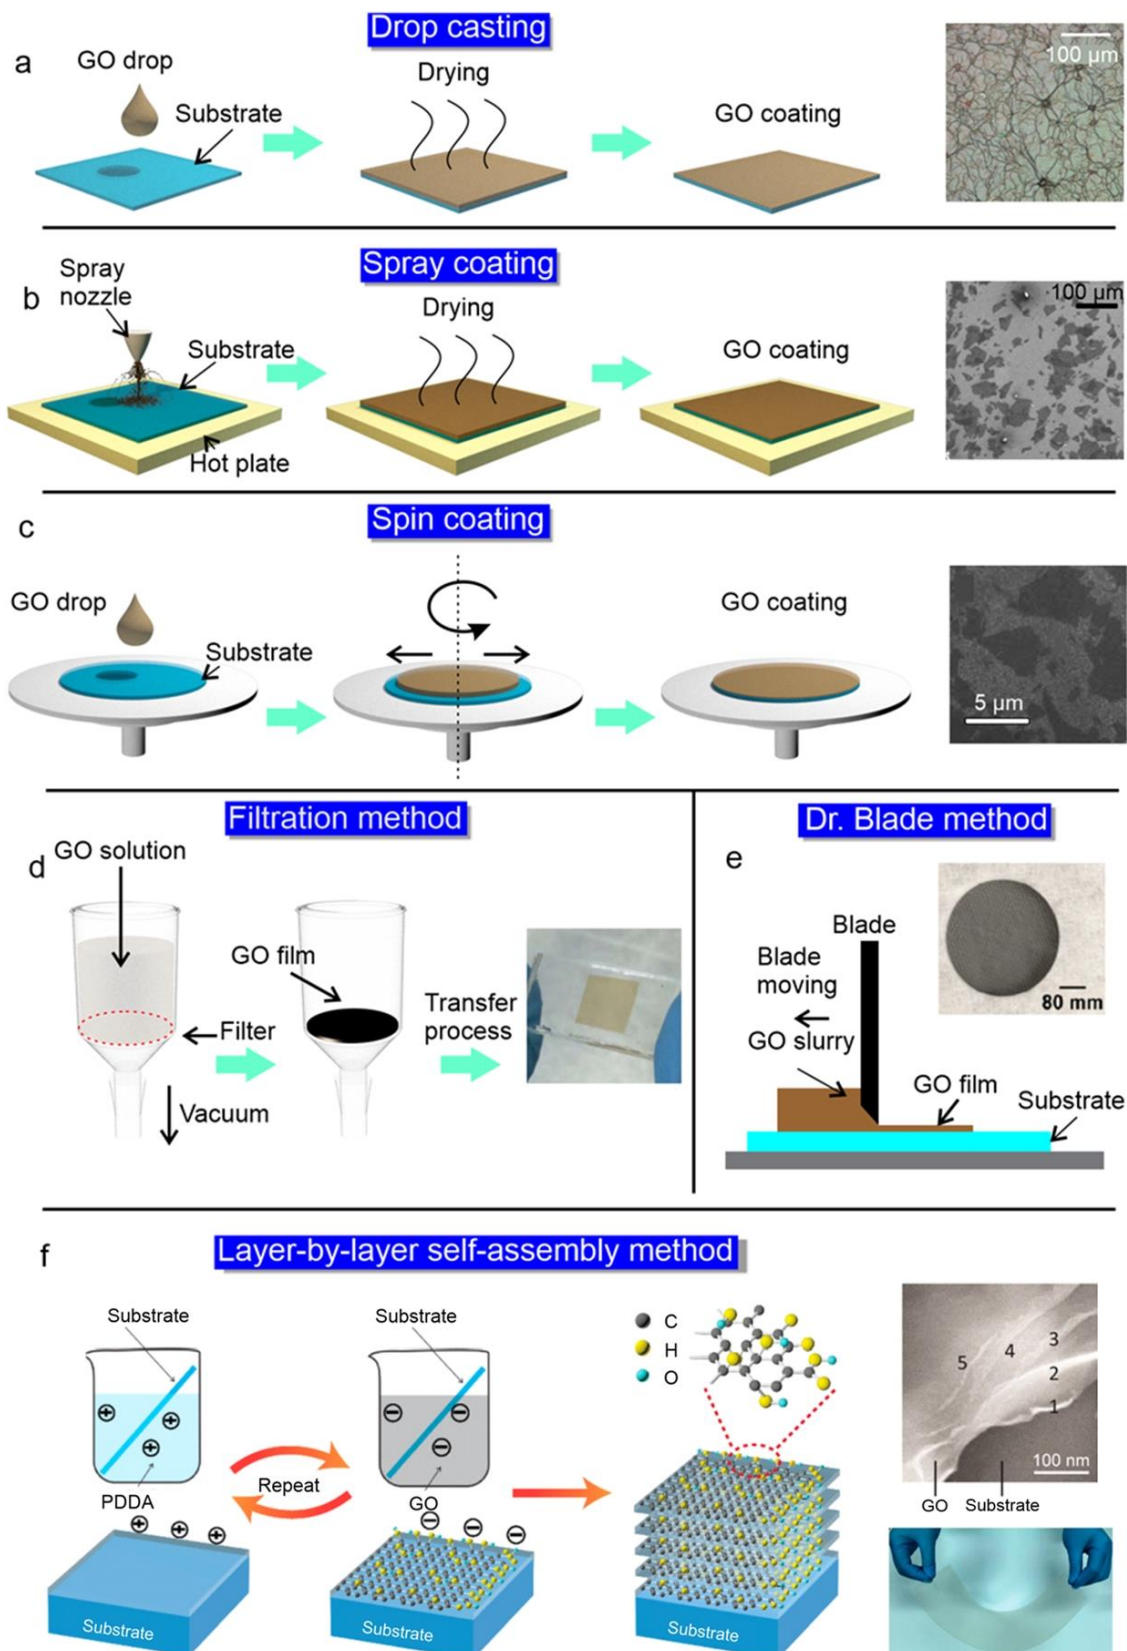 Drop casting
a
GO drop
Substrate
Drying
GO coating
100 µm
Spray coating
b
Spray
nozzle
Substrate
Hot plate
Drying
GO coating
100 µm
Spin coating
c
GO drop
Substrate
GO coating
5 µm
Filtration method
d
GO solution
Filter
Vacuum
GO film
Transfer
process
Dr. Blade method
e
Blade
Blade
moving
GO slurry
GO film
Substrate
80 mm
Layer-by-layer self-assembly method
f
Substrate
+
+
+
PDDA
+ + +
Substrate
Repeat
Substrate
−
−
−
GO
− − −
Substrate
C
H
O
Substrate
5
4
3
2
1
100 nm
GO
Substrate